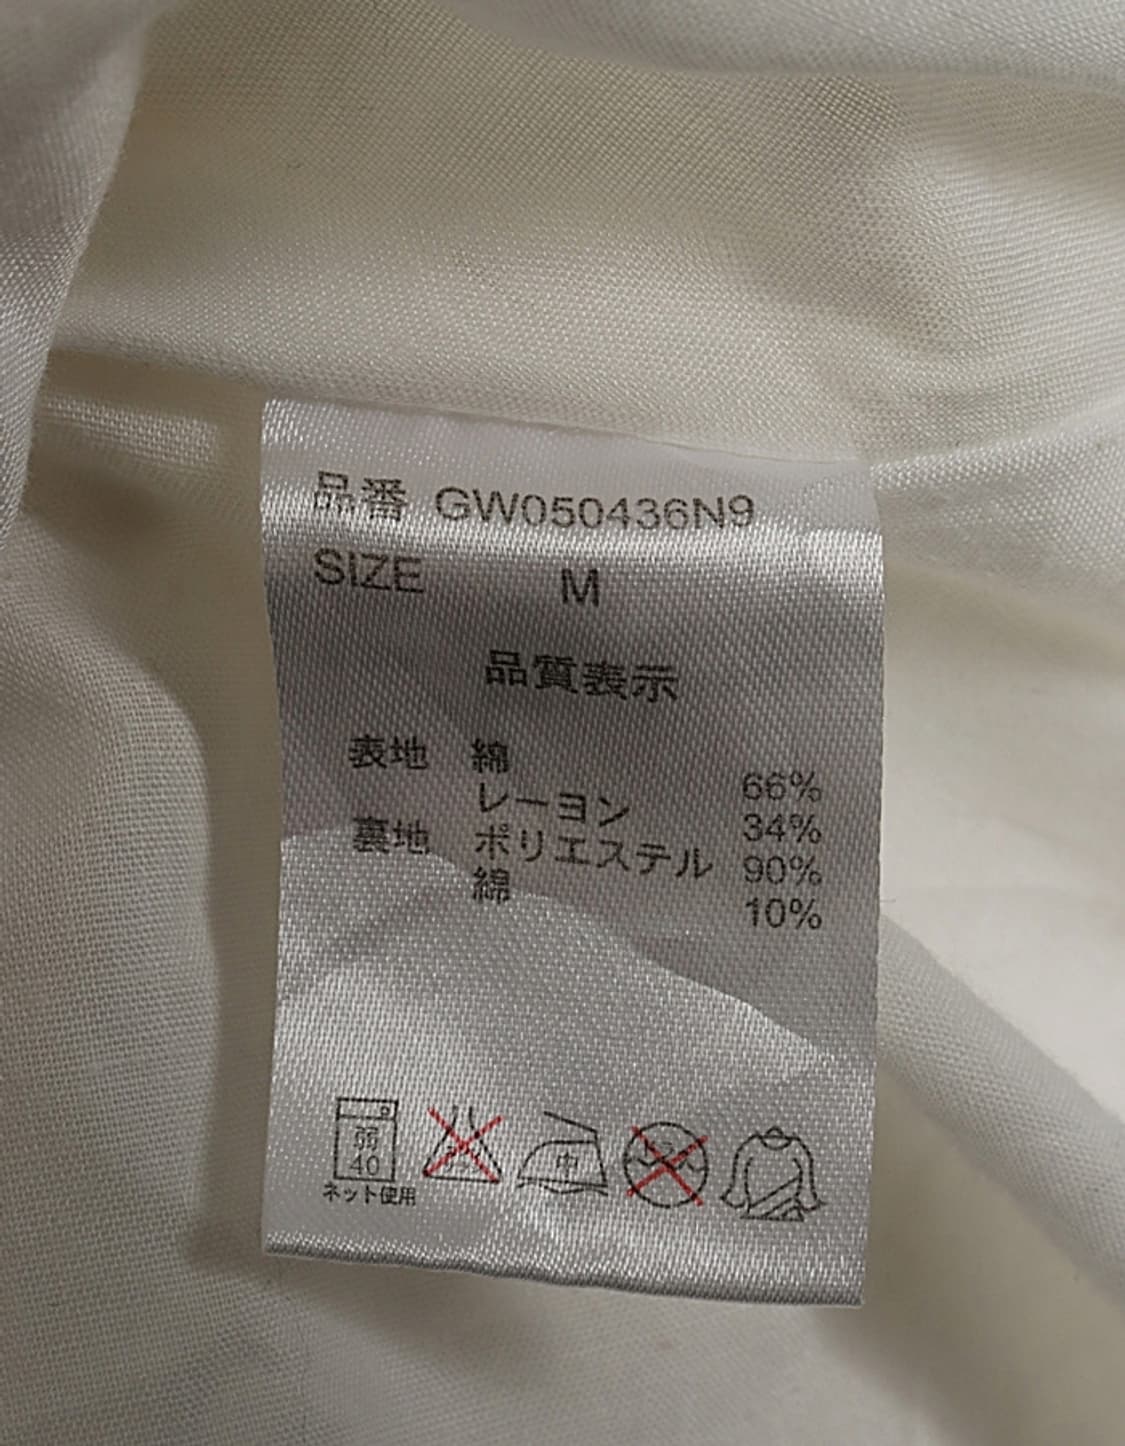 品番 GW050436N9
SIZE M
品質表示
表地 綿 66%
レーヨン 34%
裏地 ポリエステル 90%
綿 10%
弱
40
中
ネット使用